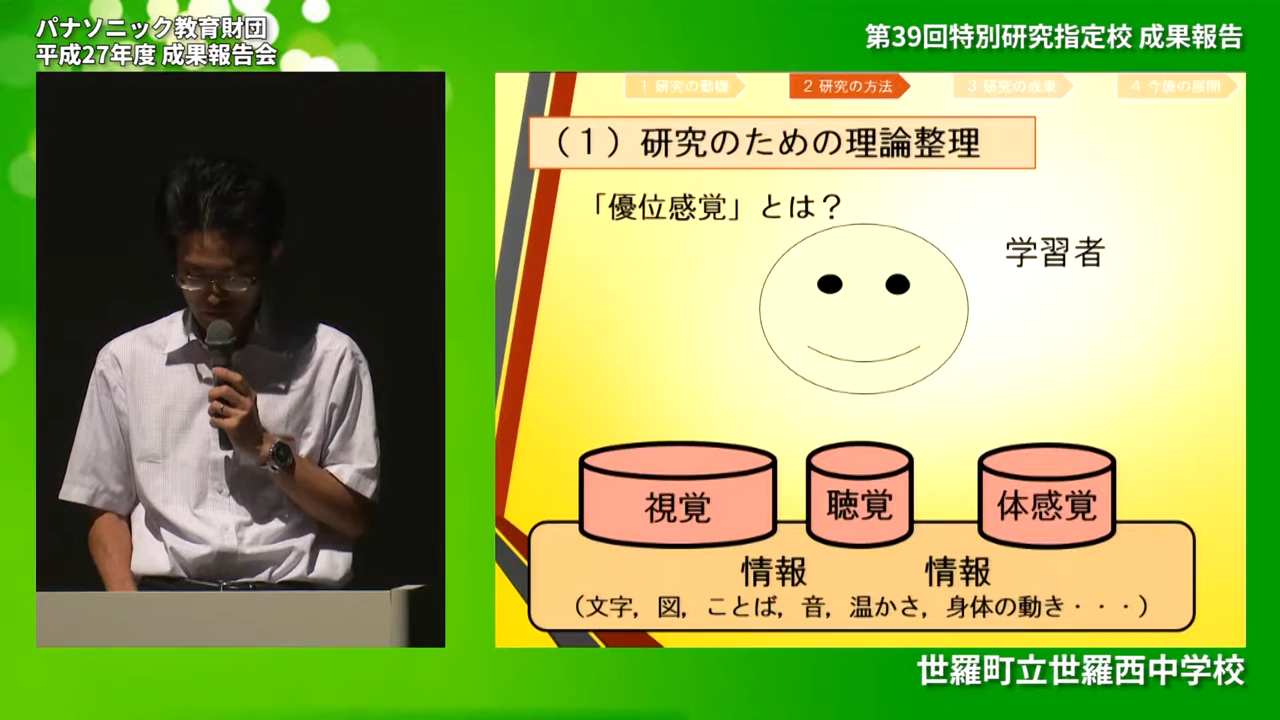 パナソニック教育財団
平成27年度 成果報告会
第39回特別研究指定校 成果報告
1 研究の動機
2 研究の方法
3 研究の成果
4 今後の展開
（１）研究のための理論整理
「優位感覚」とは？
学習者
視覚
聴覚
体感覚
情報 情報
（文字，図，ことば，音，温かさ，身体の動き・・・）
世羅町立世羅西中学校